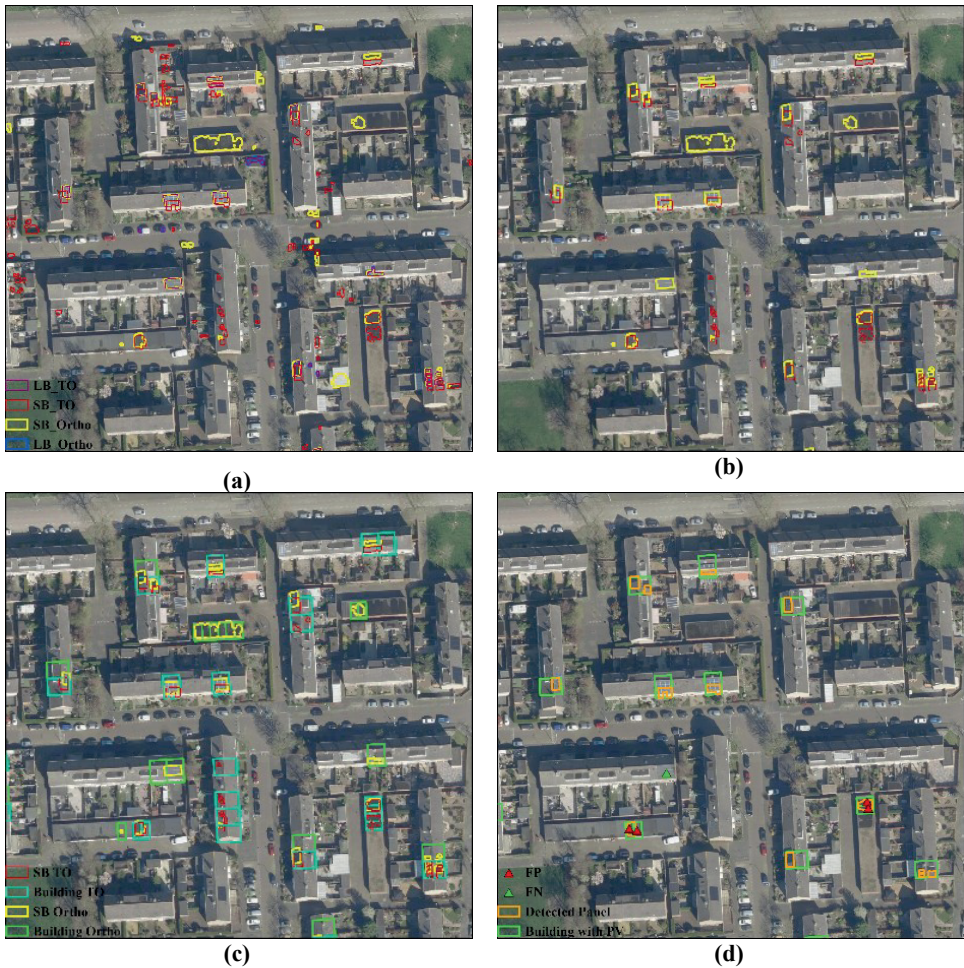 LB_TO
SB_TO
SB_Ortho
LB_Ortho
(a)
(b)
SB TO
Building TO
SB Ortho
Building Ortho
(c)
FP
FN
Detected Panel
Building with PV
(d)